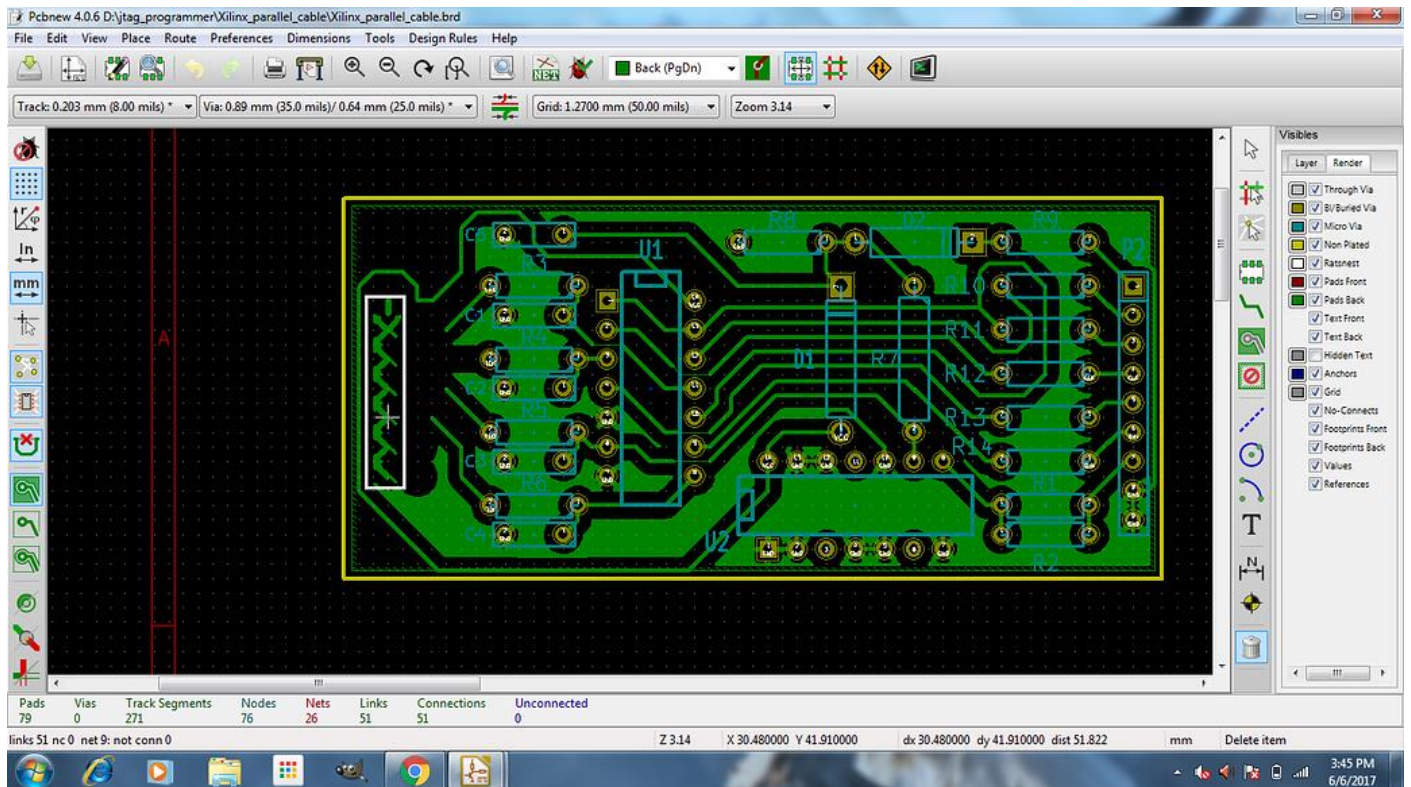 Pcbnew 4.0.6 D:\jtag_programmer\Xilinx_parallel_cable\Xilinx_parallel_cable.brd
File Edit View Place Route Preferences Dimensions Tools Design Rules Help
NET Back (PgDn)
Track: 0.203 mm (8.00 mils) * Via: 0.89 mm (35.0 mils)/ 0.64 mm (25.0 mils) * Grid: 1.2700 mm (50.00 mils) Zoom 3.14
Visibles
Layer Render
Through Via
Bl/Buried Via
Micro Via
Non Plated
Ratsnest
Pads Front
Pads Back
Text Front
Text Back
Hidden Text
Anchors
Grid
No-Connects
Footprints Front
Footprints Back
Values
References
In
mm
A
R8 D2 R9
U1 P2
R3
R10
C1
R4 R11
D1 R7
R12
C2
R5 R13
R14
C3
R6 R1
C4 U2
R2
T
N
Pads Vias Track Segments Nodes Nets Links Connections Unconnected
79 0 271 76 26 51 51 0
links 51 nc 0 net 9: not conn 0 Z 3.14 X 30.480000 Y 41.910000 dx 30.480000 dy 41.910000 dist 51.822 mm Delete item
3:45 PM
6/6/2017